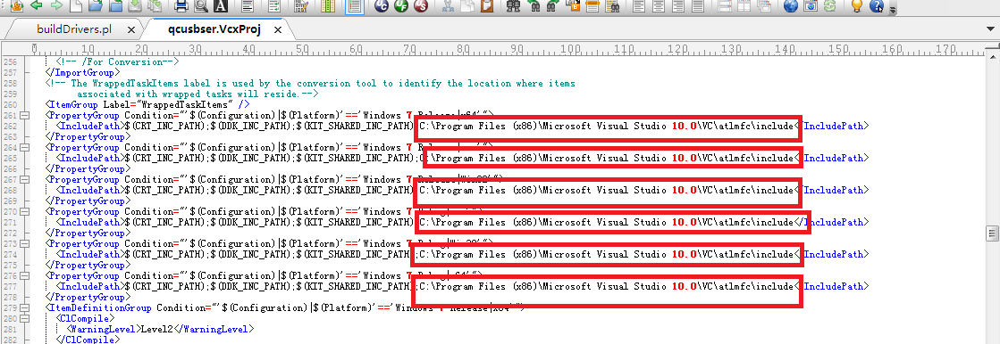 buildDrivers.pl
qcusbser.VcxProj
0 10 20 30 40 50 60 70 80 90 100 110 120 130 140 150 160 170
256 <!-- /For Conversion-->
257 </ImportGroup>
258 <!-- The WrappedTaskItems label is used by the conversion tool to identify the location where items
259 associated with wrapped tasks will reside.-->
260 <ItemGroup Label="WrappedTaskItems" />
261 <PropertyGroup Condition="'$(Configuration)|$(Platform)'=='Windows 7 Release|x64'">
262 <IncludePath>$(CRT_INC_PATH);$(DDK_INC_PATH);$(KIT_SHARED_INC_PATH) C:\Program Files (x86)\Microsoft Visual Studio 10.0\VC\atlmfc\include< IncludePath>
263 </PropertyGroup>
264 <PropertyGroup Condition="'$(Configuration)|$(Platform)'=='Windows 7
265 <IncludePath>$(CRT_INC_PATH);$(DDK_INC_PATH);$(KIT_SHARED_INC_PATH);C:\Program Files (x86)\Microsoft Visual Studio 10.0\VC\atlmfc\include< IncludePath>
266 </PropertyGroup>
267 <PropertyGroup Condition="'$(Configuration)|$(Platform)'=='Windows 7 Release|Win32'">
268 <IncludePath>$(CRT_INC_PATH);$(DDK_INC_PATH);$(KIT_SHARED_INC_PATH) C:\Program Files (x86)\Microsoft Visual Studio 10.0\VC\atlmfc\include< IncludePath>
269 </PropertyGroup>
270 <PropertyGroup Condition="'$(Configuration)|$(Platform)'=='Windows 7
271 <IncludePath>$(CRT_INC_PATH);$(DDK_INC_PATH);$(KIT_SHARED_INC_PATH) C:\Program Files (x86)\Microsoft Visual Studio 10.0\VC\atlmfc\include</IncludePath>
272 </PropertyGroup>
273 <PropertyGroup Condition="'$(Configuration)|$(Platform)'=='Windows 7 Debug|Win32'">
274 <IncludePath>$(CRT_INC_PATH);$(DDK_INC_PATH);$(KIT_SHARED_INC_PATH);C:\Program Files (x86)\Microsoft Visual Studio 10.0\VC\atlmfc\include< IncludePath>
275 </PropertyGroup>
276 <PropertyGroup Condition="'$(Configuration)|$(Platform)'=='Windows 7 Debug|x64'">
277 <IncludePath>$(CRT_INC_PATH);$(DDK_INC_PATH);$(KIT_SHARED_INC_PATH);C:\Program Files (x86)\Microsoft Visual Studio 10.0\VC\atlmfc\include< IncludePath>
278 </PropertyGroup>
279 <ItemDefinitionGroup Condition="'$(Configuration)|$(Platform)'=='Windows 7 Release|x64'">
280 <ClCompile>
281 <WarningLevel>Level2</WarningLevel>
282 </ClCompile>